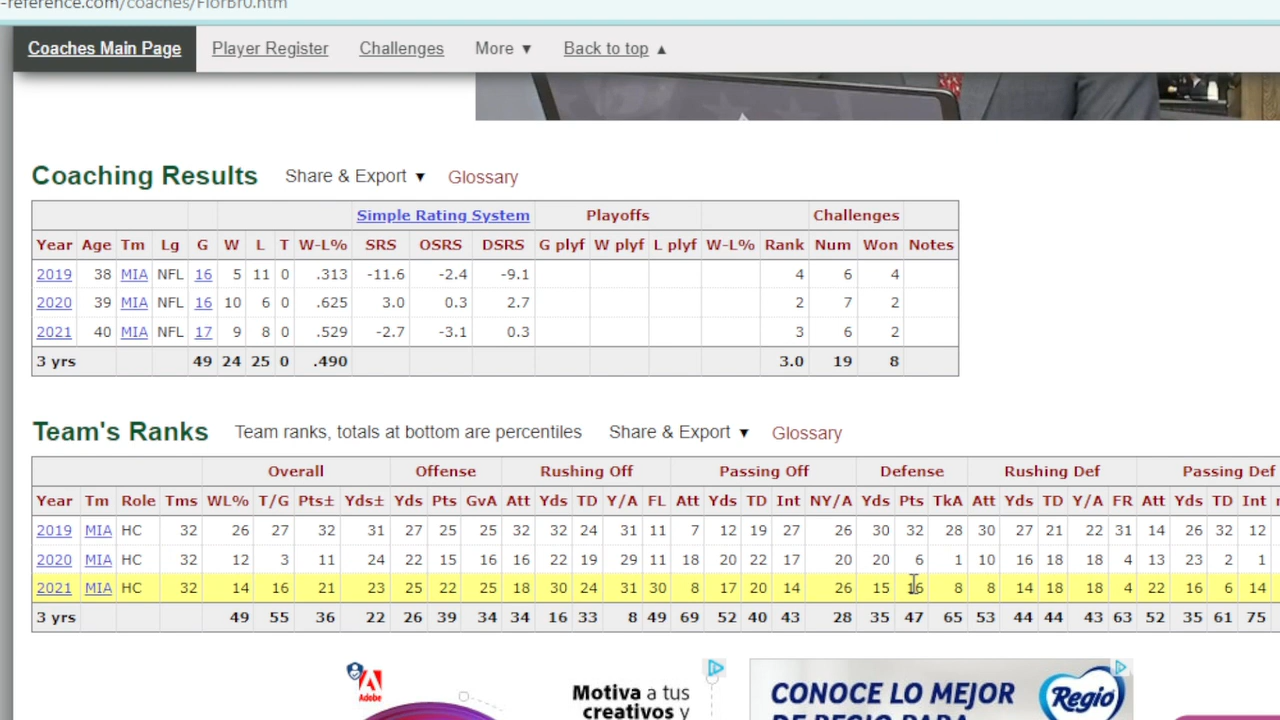 -reference.com/coaches/FlorBr0.htm
Coaches Main Page Player Register Challenges More ▼ Back to top ▲
Coaching Results Share & Export ▼ Glossary
Simple Rating System Playoffs Challenges
Year Age Tm Lg G W L T W-L% SRS OSRS DSRS G plyf W plyf L plyf W-L% Rank Num Won Notes
2019 38 MIA NFL 16 5 11 0 .313 -11.6 -2.4 -9.1 4 6 4
2020 39 MIA NFL 16 10 6 0 .625 3.0 0.3 2.7 2 7 2
2021 40 MIA NFL 17 9 8 0 .529 -2.7 -3.1 0.3 3 6 2
3 yrs 49 24 25 0 .490 3.0 19 8
Team's Ranks Team ranks, totals at bottom are percentiles Share & Export ▼ Glossary
Overall Offense Rushing Off Passing Off Defense Rushing Def Passing Def
Year Tm Role Tms WL% T/G Pts± Yds± Yds Pts GvA Att Yds TD Y/A FL Att Yds TD Int NY/A Yds Pts TkA Att Yds TD Y/A FR Att Yds TD Int
2019 MIA HC 32 26 27 32 31 27 25 25 32 32 24 31 11 7 12 19 27 26 30 32 28 30 27 21 22 31 14 26 32 12
2020 MIA HC 32 12 3 11 24 22 15 16 16 22 19 29 11 18 20 22 17 20 20 6 1 10 16 18 18 4 13 23 2 1
2021 MIA HC 32 14 16 21 23 25 22 25 18 30 24 31 30 8 17 20 14 26 15 16 8 8 14 18 18 4 22 16 6 14
3 yrs 49 55 36 22 26 39 34 34 16 33 8 49 69 52 40 43 28 35 47 65 53 44 44 43 63 52 35 61 75
Adobe
Motiva a tus
creativos y
CONOCE LO MEJOR
DE REGIO PARA
Regio